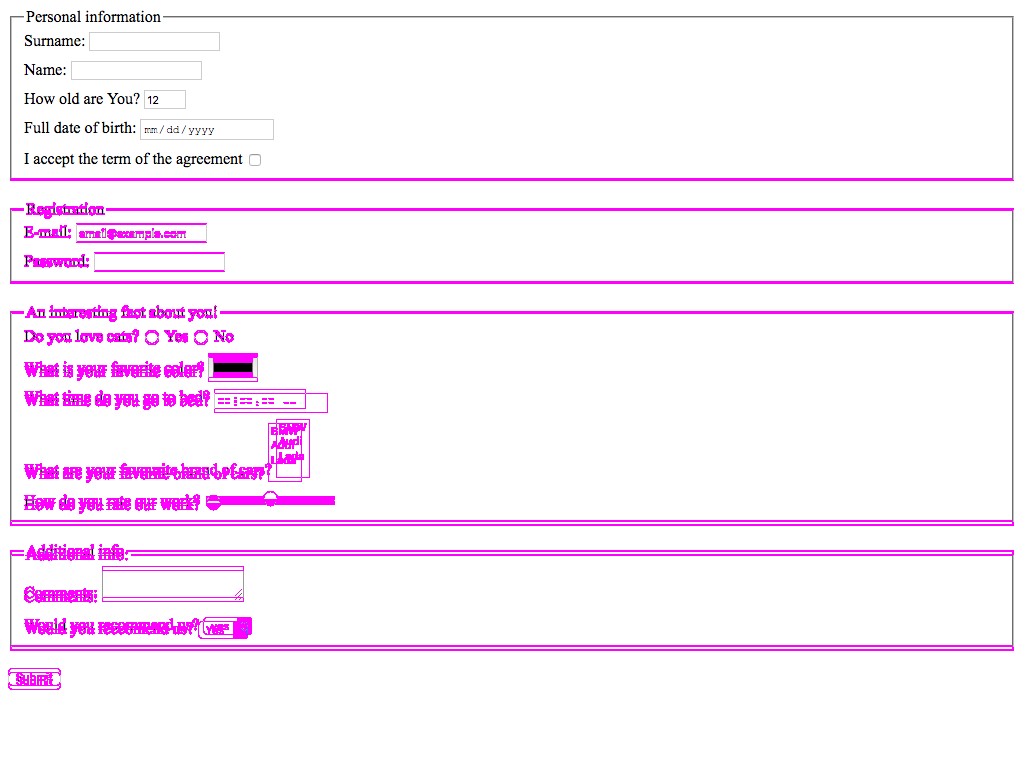 Personal information
Surname:
Name:
How old are You? 12
Full date of birth: mm/dd/yyyy
I accept the term of the agreement
Registration
E-mail: email@example.com
Password:
An interesting fact about you!
Do you love cats? Yes No
What is your favorite color?
What time do you go to bed? --:--:-- --
What are your favourite brand of cars? BMW
Audi
Lada
How do you rate our work?
Additional info:
Comments:
Would you recommend us? yes
Submit